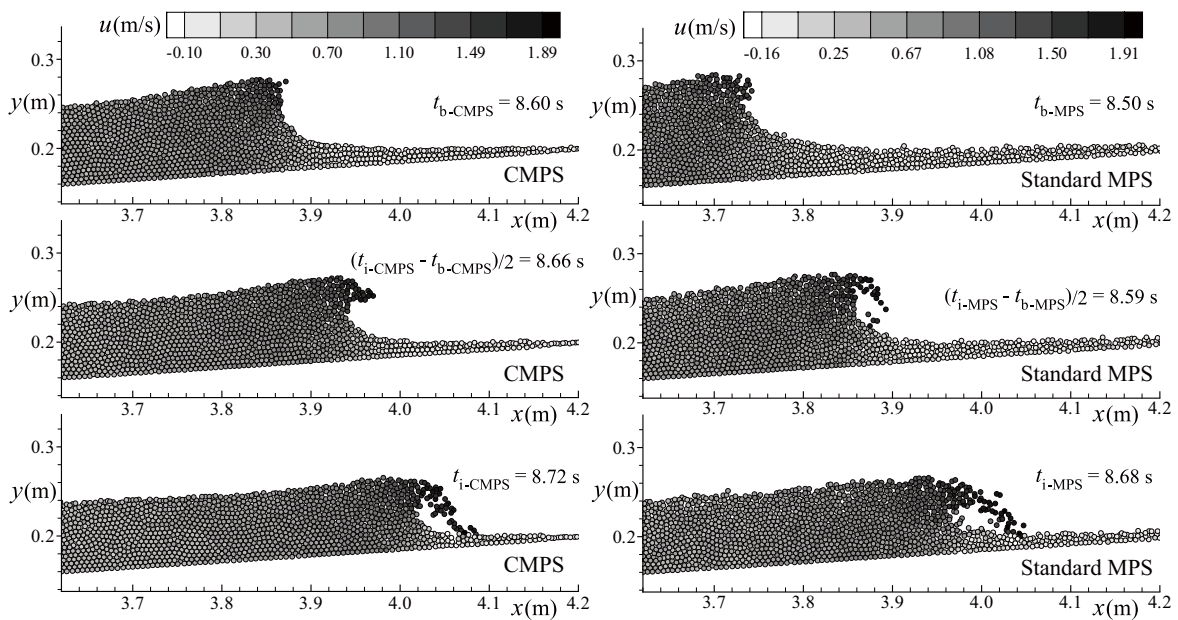 u(m/s)
-0.10 0.30 0.70 1.10 1.49 1.89
0.3
y(m)
0.2
t_b-CMPS = 8.60 s
CMPS
3.7 3.8 3.9 4.0 4.1 4.2
x(m)
u(m/s)
-0.16 0.25 0.67 1.08 1.50 1.91
0.3
y(m)
0.2
t_b-MPS = 8.50 s
Standard MPS
3.7 3.8 3.9 4.0 4.1 4.2
x(m)
0.3
y(m)
0.2
(t_i-CMPS - t_b-CMPS)/2 = 8.66 s
CMPS
3.7 3.8 3.9 4.0 4.1 4.2
x(m)
0.3
y(m)
0.2
(t_i-MPS - t_b-MPS)/2 = 8.59 s
Standard MPS
3.7 3.8 3.9 4.0 4.1 4.2
x(m)
0.3
y(m)
0.2
t_i-CMPS = 8.72 s
CMPS
3.7 3.8 3.9 4.0 4.1 4.2
x(m)
0.3
y(m)
0.2
t_i-MPS = 8.68 s
Standard MPS
3.7 3.8 3.9 4.0 4.1 4.2
x(m)